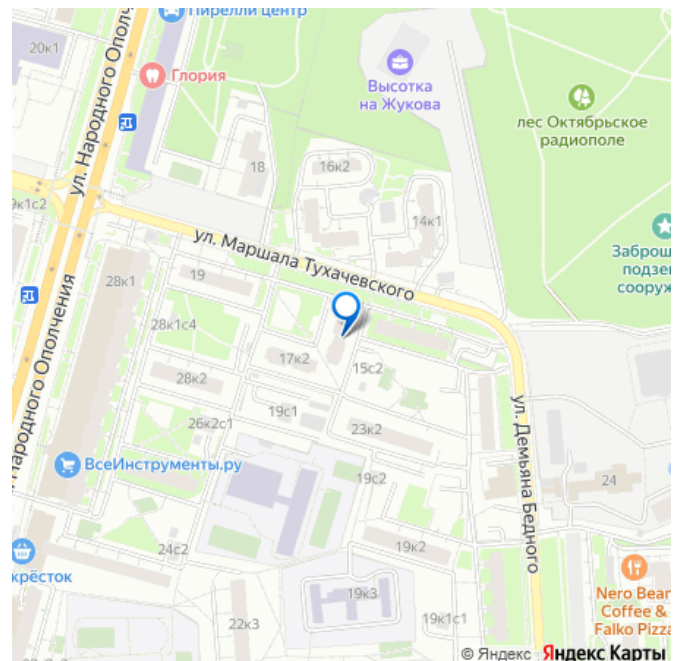 Пирелли центр
20к1
Глория
ул. Народного Ополчения
Высотка
на Жукова
лес Октябрьское
радиополе
18
16к2
14к1
9к1с2
ул. Маршала Тухачевского
Заброш
подзе
сооруж
28к1
19
28к1с4
17к2
15с2
28к2
19с1
26к2с1
23к2
Народного Ополчения
ВсеИнструменты.ру
19с2
ул. Демьяна Бедного
24
24с2
19к2
крёсток
19к3
Nero Bear
Coffee &
Falko Pizza
22к3
19к1с1
© Яндекс Яндекс Карты